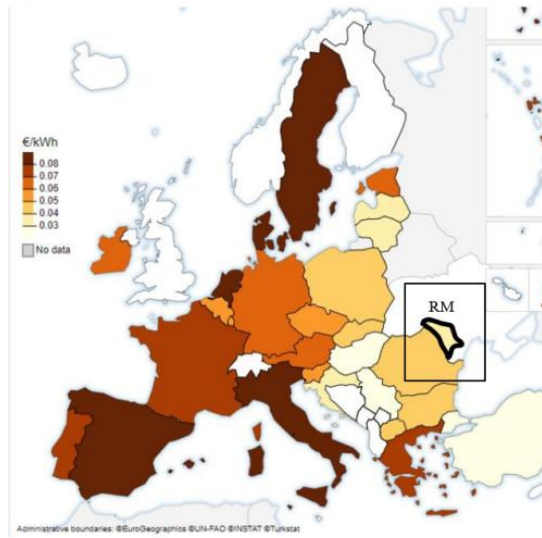 €/kWh
0.08
0.07
0.06
0.05
0.04
0.03
No data
RM
Administrative boundaries: ©EuroGeographics ©UN-FAO ©INSTAT ©Turkstat